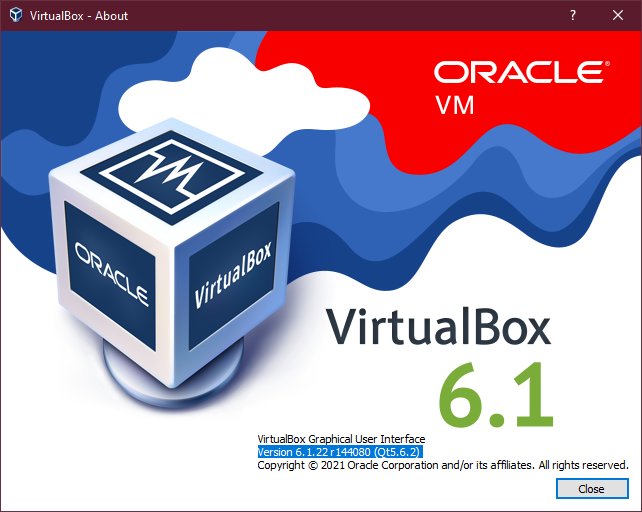 VirtualBox - About
ORACLE®
VM
ORACLE
VirtualBox
VirtualBox
6.1
VirtualBox Graphical User Interface
Version 6.1.22 r144080 (Qt5.6.2)
Copyright © 2021 Oracle Corporation and/or its affiliates. All rights reserved.
Close